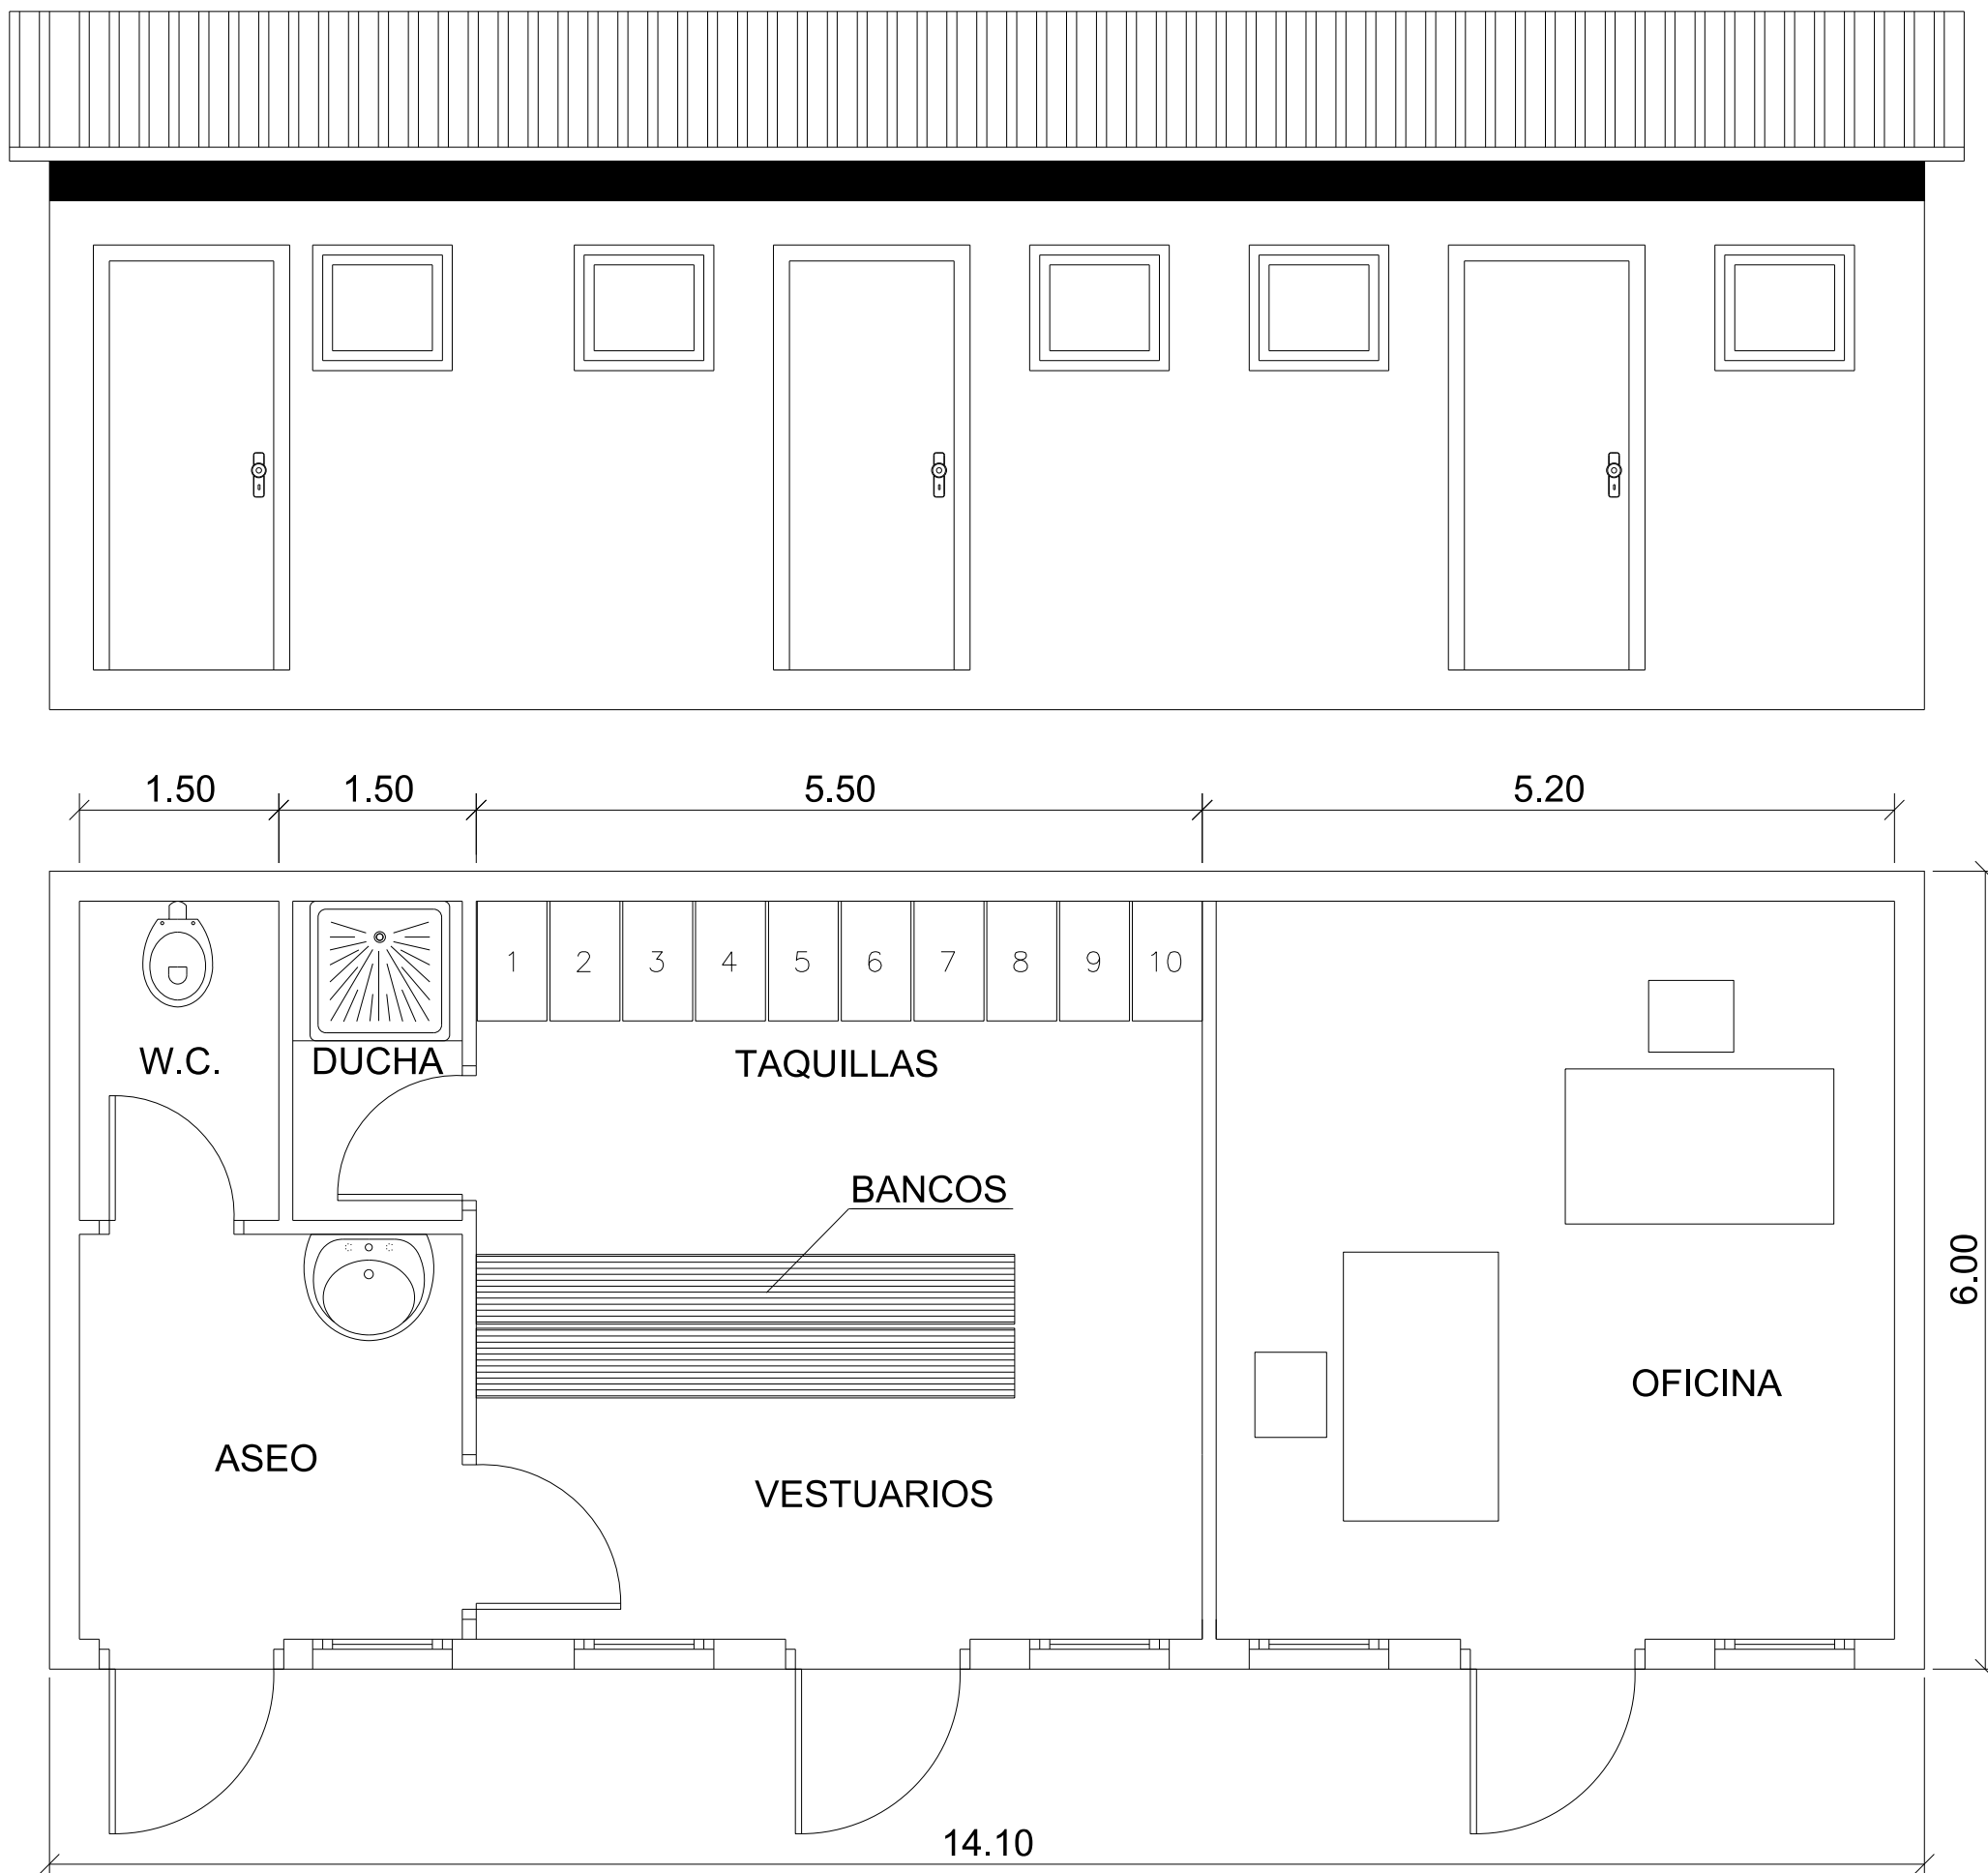 1.50 1.50 5.50 5.20
1 2 3 4 5 6 7 8 9 10
W.C. DUCHA TAQUILLAS
BANCOS
6.00
OFICINA
ASEO
VESTUARIOS
14.10